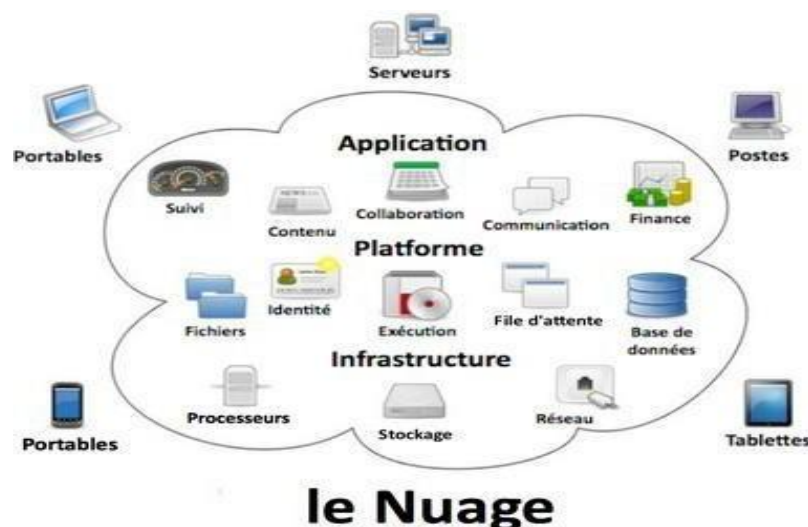 Serveurs
Portables
Postes
Application
Suivi
Contenu
Collaboration
Communication
Finance
Platforme
Fichiers
Identité
Exécution
File d'attente
Base de
données
Infrastructure
Processeurs
Stockage
Réseau
Portables
Tablettes
le Nuage